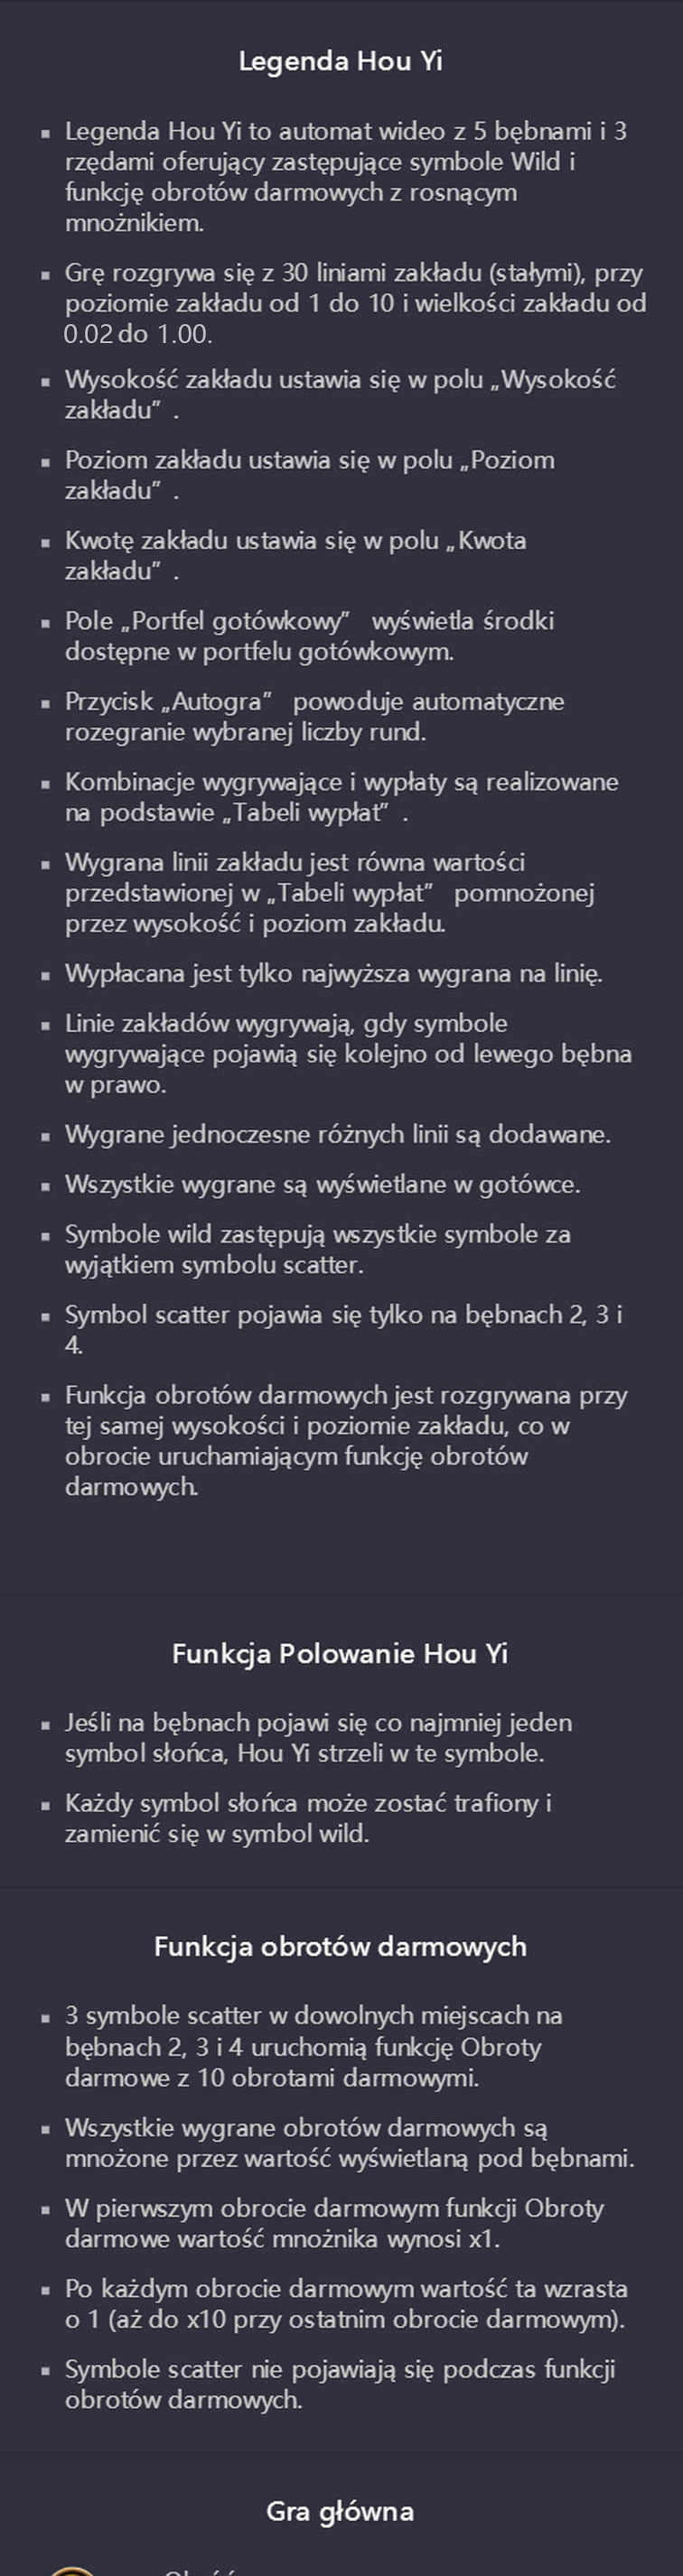 Legenda Hou Yi
▪ Legenda Hou Yi to automat wideo z 5 bębnami i 3
rzędami oferujący zastępujące symbole Wild i
funkcję obrotów darmowych z rosnącym
mnożnikiem.
▪ Grę rozgrywa się z 30 liniami zakładu (stałymi), przy
poziomie zakładu od 1 do 10 i wielkości zakładu od
0.02 do 1.00.
▪ Wysokość zakładu ustawia się w polu „Wysokość
zakładu” .
▪ Poziom zakładu ustawia się w polu „Poziom
zakładu” .
▪ Kwotę zakładu ustawia się w polu „Kwota
zakładu” .
▪ Pole „Portfel gotówkowy” wyświetla środki
dostępne w portfelu gotówkowym.
▪ Przycisk „Autogra” powoduje automatyczne
rozegranie wybranej liczby rund.
▪ Kombinacje wygrywające i wypłaty są realizowane
na podstawie „Tabeli wypłat” .
▪ Wygrana linii zakładu jest równa wartości
przedstawionej w „Tabeli wypłat” pomnożonej
przez wysokość i poziom zakładu.
▪ Wypłacana jest tylko najwyższa wygrana na linię.
▪ Linie zakładów wygrywają, gdy symbole
wygrywające pojawią się kolejno od lewego bębna
w prawo.
▪ Wygrane jednoczesne różnych linii są dodawane.
▪ Wszystkie wygrane są wyświetlane w gotówce.
▪ Symbole wild zastępują wszystkie symbole za
wyjątkiem symbolu scatter.
▪ Symbol scatter pojawia się tylko na bębnach 2, 3 i
4.
▪ Funkcja obrotów darmowych jest rozgrywana przy
tej samej wysokości i poziomie zakładu, co w
obrocie uruchamiającym funkcję obrotów
darmowych.
Funkcja Polowanie Hou Yi
▪ Jeśli na bębnach pojawi się co najmniej jeden
symbol słońca, Hou Yi strzeli w te symbole.
▪ Każdy symbol słońca może zostać trafiony i
zamienić się w symbol wild.
Funkcja obrotów darmowych
▪ 3 symbole scatter w dowolnych miejscach na
bębnach 2, 3 i 4 uruchomią funkcję Obroty
darmowe z 10 obrotami darmowymi.
▪ Wszystkie wygrane obrotów darmowych są
mnożone przez wartość wyświetlaną pod bębnami.
▪ W pierwszym obrocie darmowym funkcji Obroty
darmowe wartość mnożnika wynosi x1.
▪ Po każdym obrocie darmowym wartość ta wzrasta
o 1 (aż do x10 przy ostatnim obrocie darmowym).
▪ Symbole scatter nie pojawiają się podczas funkcji
obrotów darmowych.
Gra główna